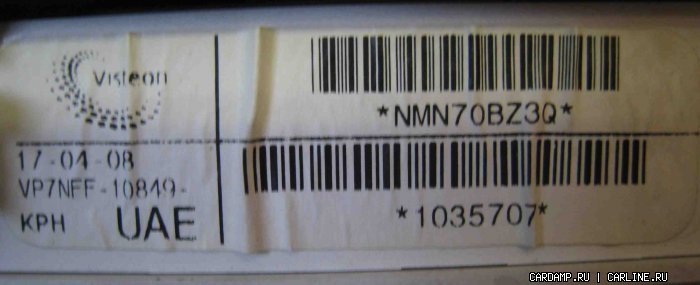 Visteon
*NMN70BZ3Q*
17-04-08
VP7NFF-10849-
KPH UAE
*1035707*
CARDAMP.RU | CARLINE.RU